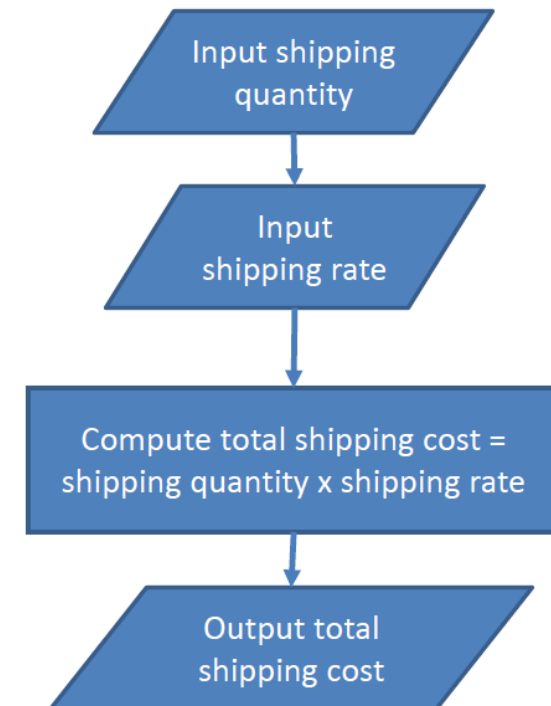 Input shipping
quantity
Input
shipping rate
Compute total shipping cost =
shipping quantity x shipping rate
Output total
shipping cost